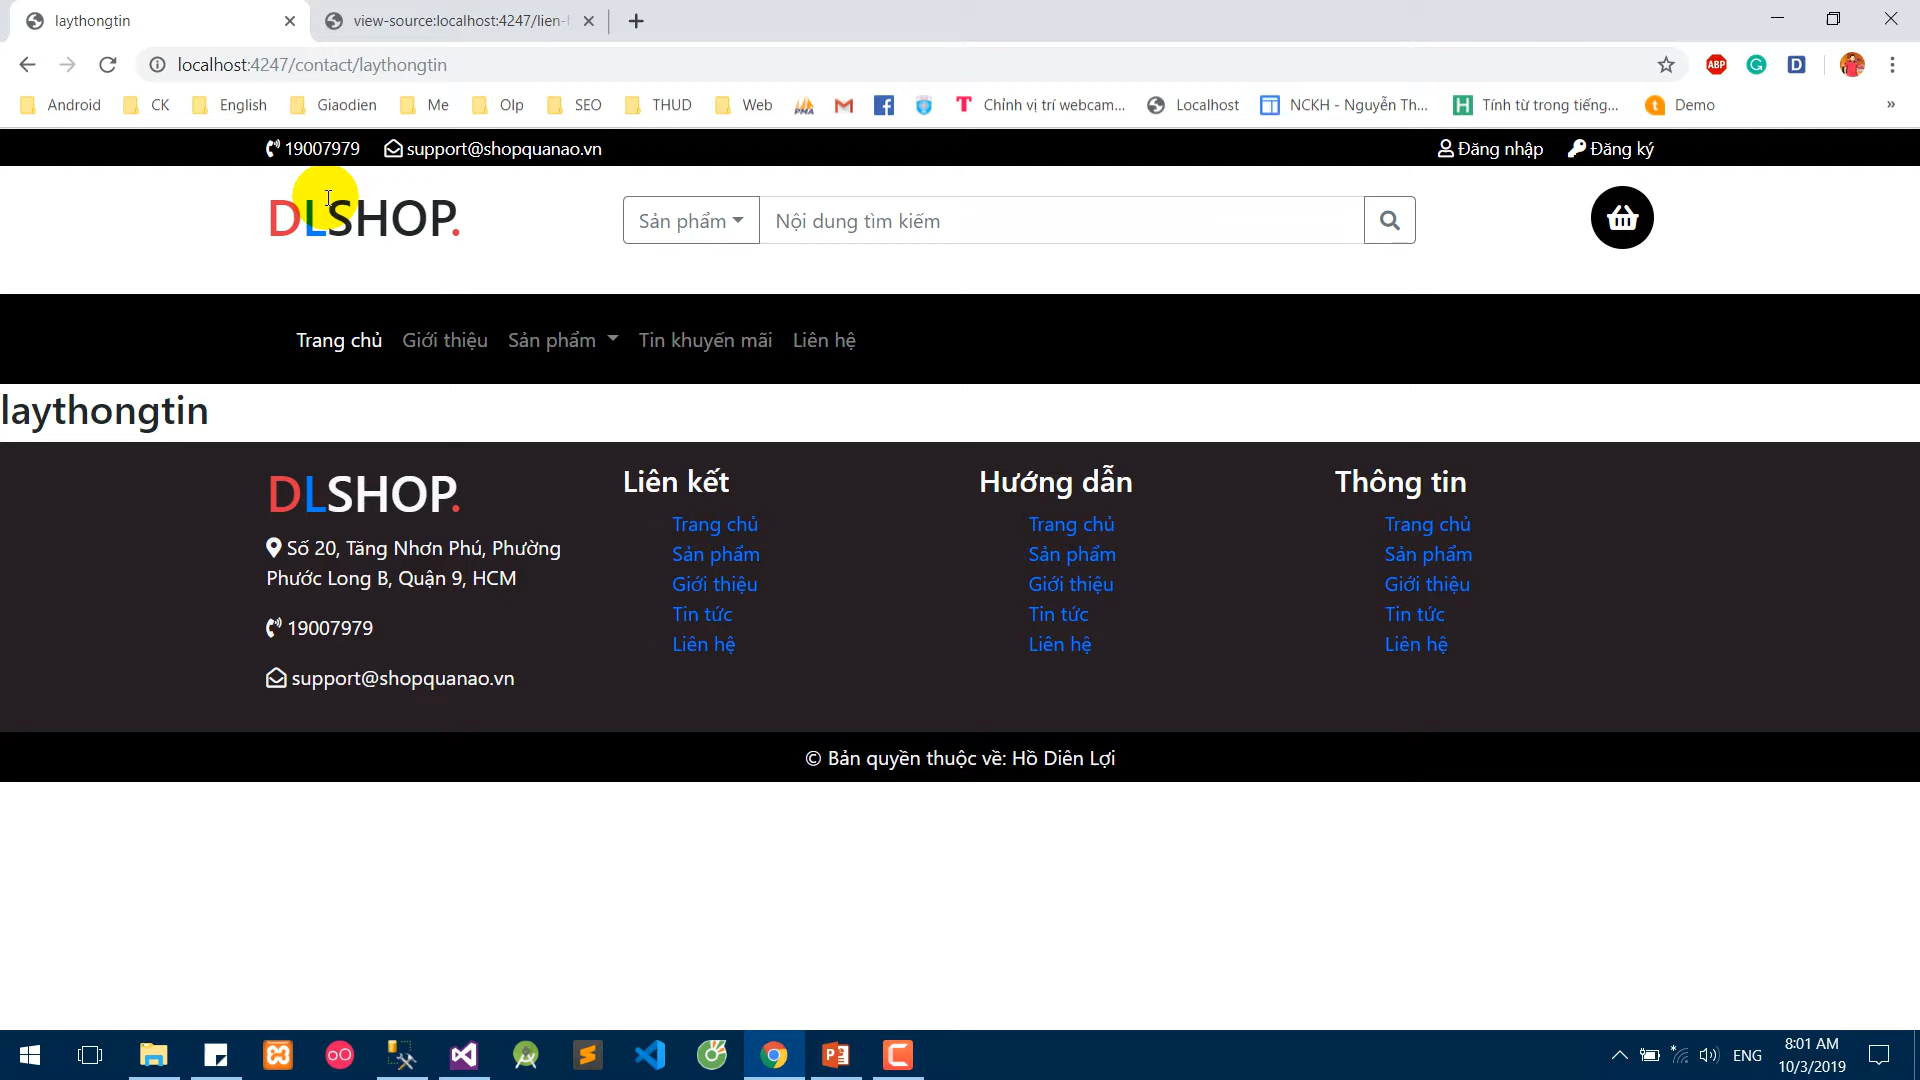 laythongtin
view-source:localhost:4247/lien-
localhost:4247/contact/laythongtin
Android CK English Giaodien Me Olp SEO THUD Web Chỉnh vị trí webcam... Localhost NCKH - Nguyễn Th... Tính từ trong tiếng... Demo »
19007979 support@shopquanao.vn Đăng nhập Đăng ký
DLSHOP. Sản phẩm Nội dung tìm kiếm
Trang chủ Giới thiệu Sản phẩm Tin khuyến mãi Liên hệ
laythongtin
DLSHOP.
Số 20, Tăng Nhơn Phú, Phường
Phước Long B, Quận 9, HCM
19007979
support@shopquanao.vn
Liên kết
Trang chủ
Sản phẩm
Giới thiệu
Tin tức
Liên hệ
Hướng dẫn
Trang chủ
Sản phẩm
Giới thiệu
Tin tức
Liên hệ
Thông tin
Trang chủ
Sản phẩm
Giới thiệu
Tin tức
Liên hệ
© Bản quyền thuộc về: Hồ Diên Lợi
ENG
8:01 AM
10/3/2019